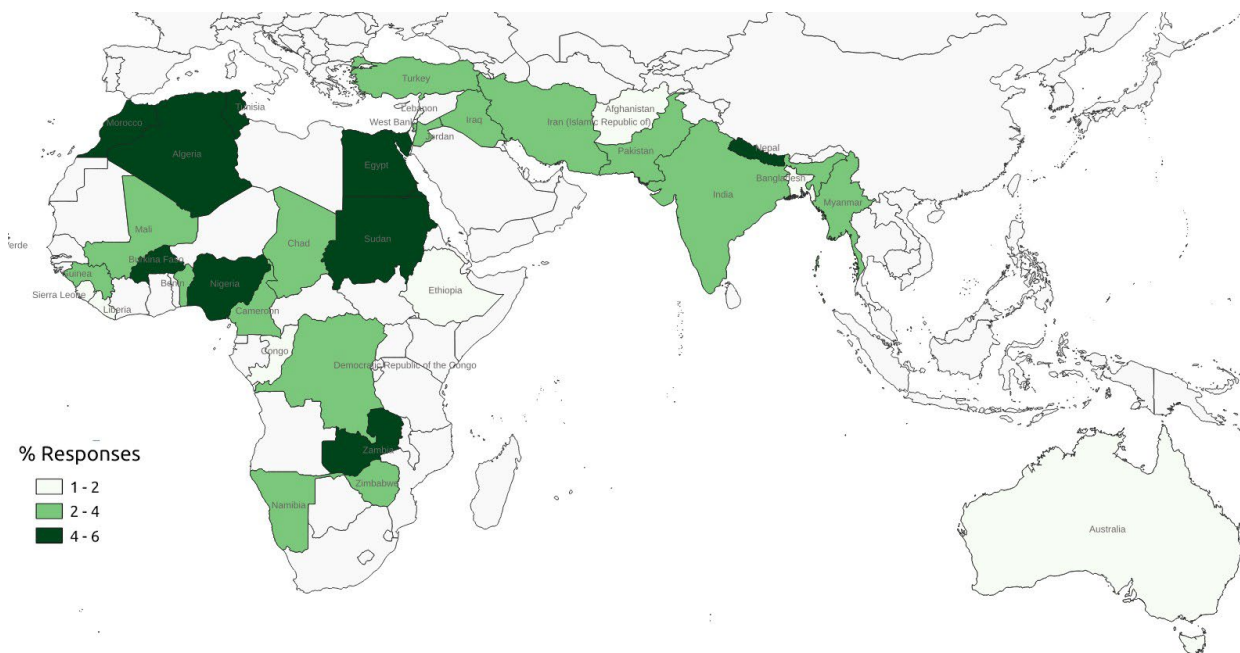 Turkey
Tunisia
Lebanon
Afghanistan
Morocco
West Bank
Iraq
Iran (Islamic Republic of)
Jordan
Algeria
Egypt
Pakistan
Nepal
Bangladesh
India
Myanmar
Mali
Verde
Chad
Sudan
Burkina Faso
Guinea
Benin
Nigeria
Ethiopia
Sierra Leone
Liberia
Cameroon
Congo
Democratic Republic of the Congo
Zambia
Zimbabwe
Namibia
Australia
% Responses
1 - 2
2 - 4
4 - 6